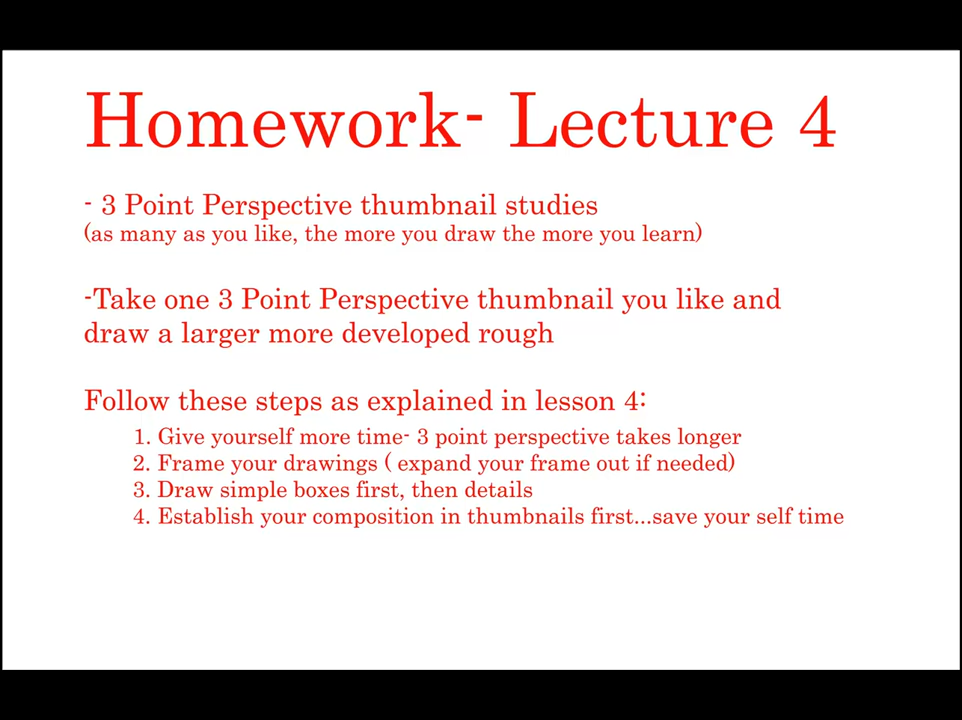 Homework- Lecture 4
- 3 Point Perspective thumbnail studies
(as many as you like, the more you draw the more you learn)
-Take one 3 Point Perspective thumbnail you like and
draw a larger more developed rough
Follow these steps as explained in lesson 4:
1. Give yourself more time- 3 point perspective takes longer
2. Frame your drawings ( expand your frame out if needed)
3. Draw simple boxes first, then details
4. Establish your composition in thumbnails first...save your self time